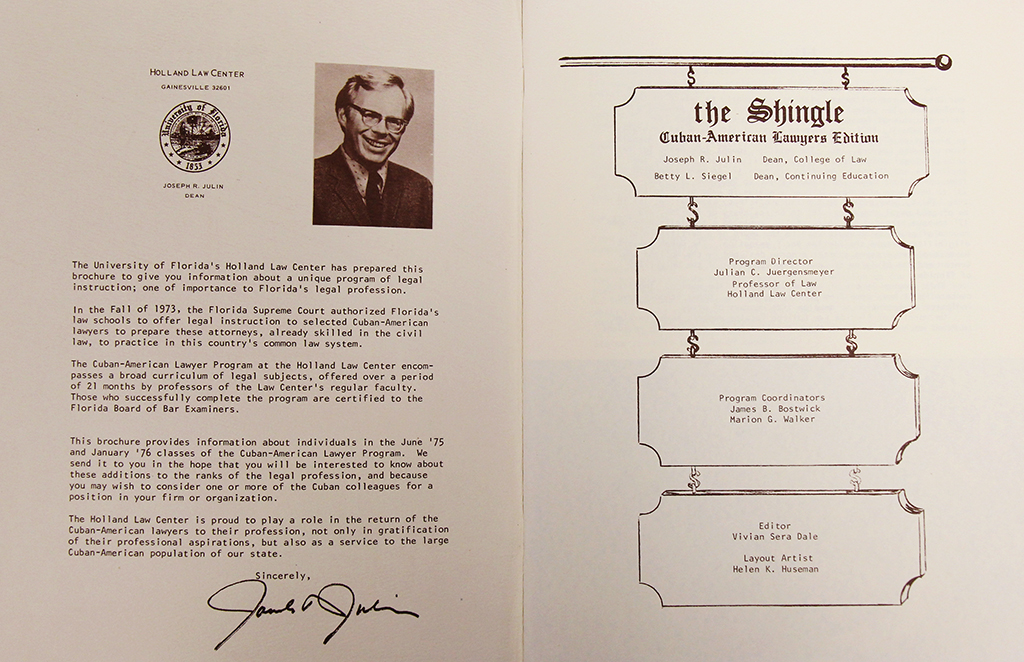 HOLLAND LAW CENTER
GAINESVILLE 32601
University of Florida
1853
JOSEPH R. JULIN
DEAN
The University of Florida's Holland Law Center has prepared this
brochure to give you information about a unique program of legal
instruction; one of importance to Florida's legal profession.
In the Fall of 1973, the Florida Supreme Court authorized Florida's
law schools to offer legal instruction to selected Cuban-American
lawyers to prepare these attorneys, already skilled in the civil
law, to practice in this country's common law system.
The Cuban-American Lawyer Program at the Holland Law Center encom-
passes a broad curriculum of legal subjects, offered over a period
of 21 months by professors of the Law Center's regular faculty.
Those who successfully complete the program are certified to the
Florida Board of Bar Examiners.
This brochure provides information about individuals in the June '75
and January '76 classes of the Cuban-American Lawyer Program. We
send it to you in the hope that you will be interested to know about
these additions to the ranks of the legal profession, and because
you may wish to consider one or more of the Cuban colleagues for a
position in your firm or organization.
The Holland Law Center is proud to play a role in the return of the
Cuban-American lawyers to their profession, not only in gratification
of their professional aspirations, but also as a service to the large
Cuban-American population of our state.
Sincerely,
the Shingle
Cuban-American Lawyers Edition
Joseph R. Julin Dean, College of Law
Betty L. Siegel Dean, Continuing Education
Program Director
Julian C. Juergensmeyer
Professor of Law
Holland Law Center
Program Coordinators
James B. Bostwick
Marion G. Walker
Editor
Vivian Sera Dale
Layout Artist
Helen K. Huseman